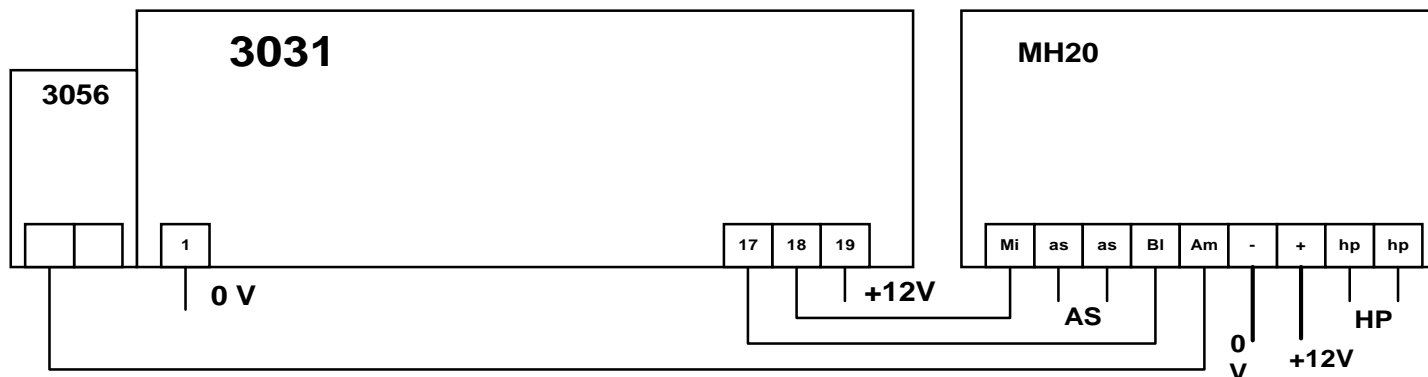 3031
MH20
3056
1
17 18 19
Mi as as Bl Am - + hp hp
0 V
+12V
AS
HP
0
V
+12V